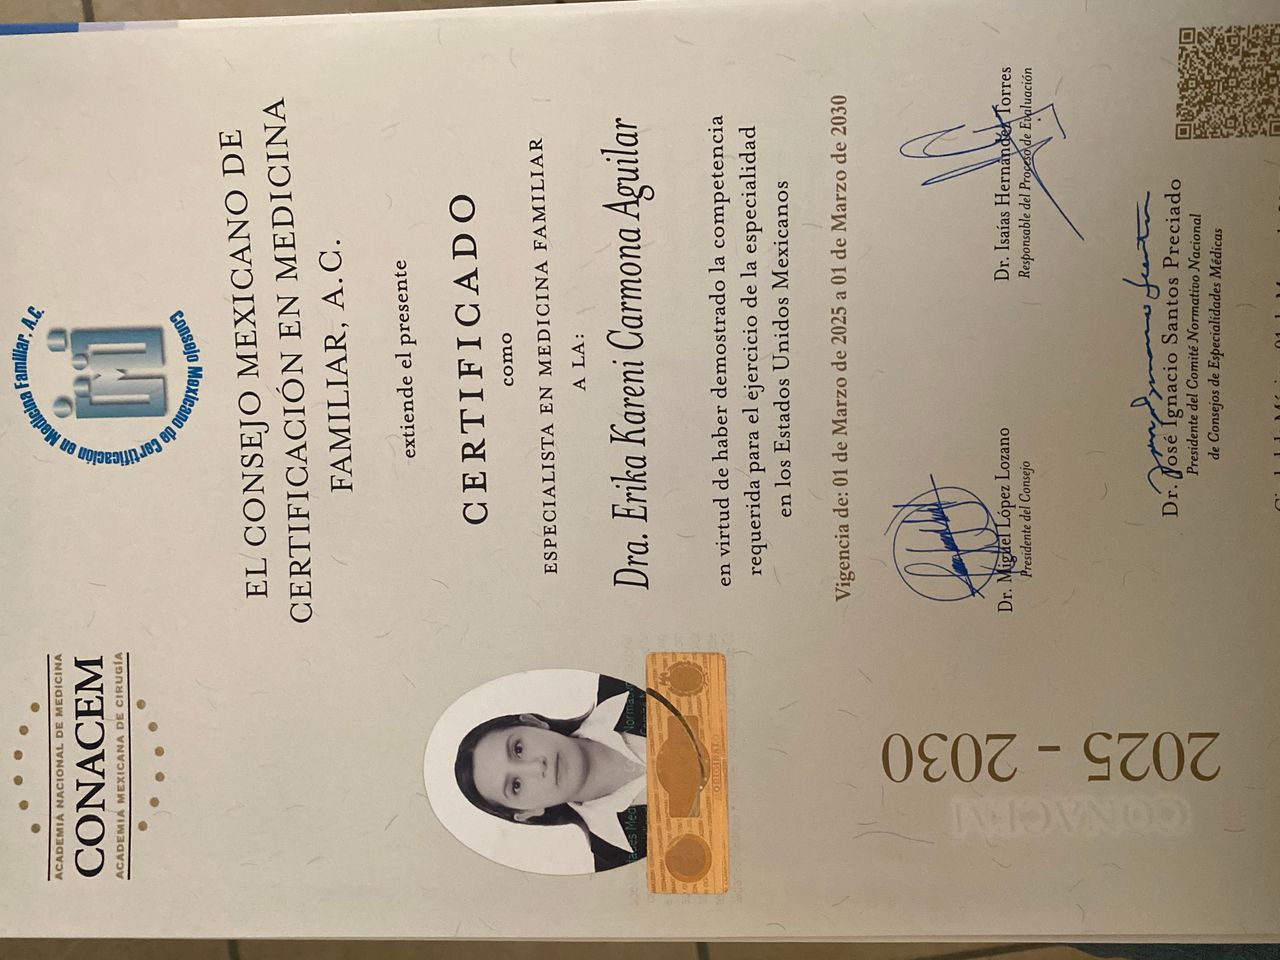 ACADEMIA NACIONAL DE MEDICINA
CONACEM
ACADEMIA MEXICANA DE CIRUGÍA
Consejo Mexicano de Certificación en Medicina Familiar, A.C.
EL CONSEJO MEXICANO DE
CERTIFICACIÓN EN MEDICINA
FAMILIAR, A.C.
extiende el presente
CERTIFICADO
como
ESPECIALISTA EN MEDICINA FAMILIAR
A LA:
Dra. Erika Kareni Carmona Aguilar
en virtud de haber demostrado la competencia
requerida para el ejercicio de la especialidad
en los Estados Unidos Mexicanos
Vigencia de: 01 de Marzo de 2025 a 01 de Marzo de 2030
Dr. Miguel López Lozano
Presidente del Consejo
Dr. Isaías Hernández Torres
Responsable del Proceso de Evaluación
Dr. José Ignacio Santos Preciado
Presidente del Comité Normativo Nacional
de Consejos de Especialidades Médicas
2025 - 2030
CONACEM